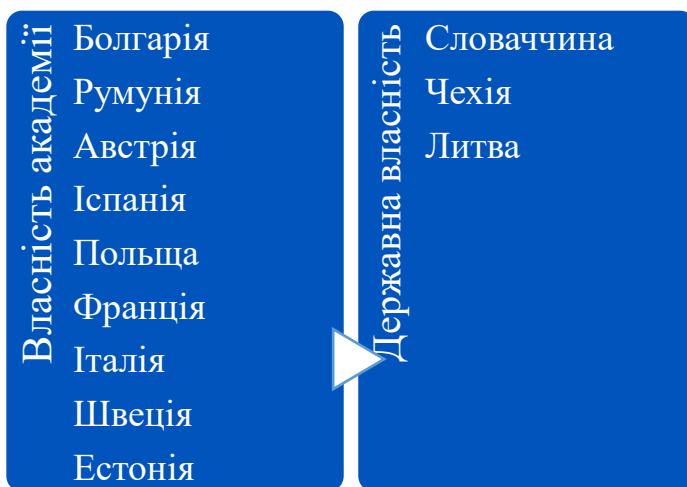 Власність академії
Болгарія
Румунія
Австрія
Іспанія
Польща
Франція
Італія
Швеція
Естонія
Державна власність
Словаччина
Чехія
Литва